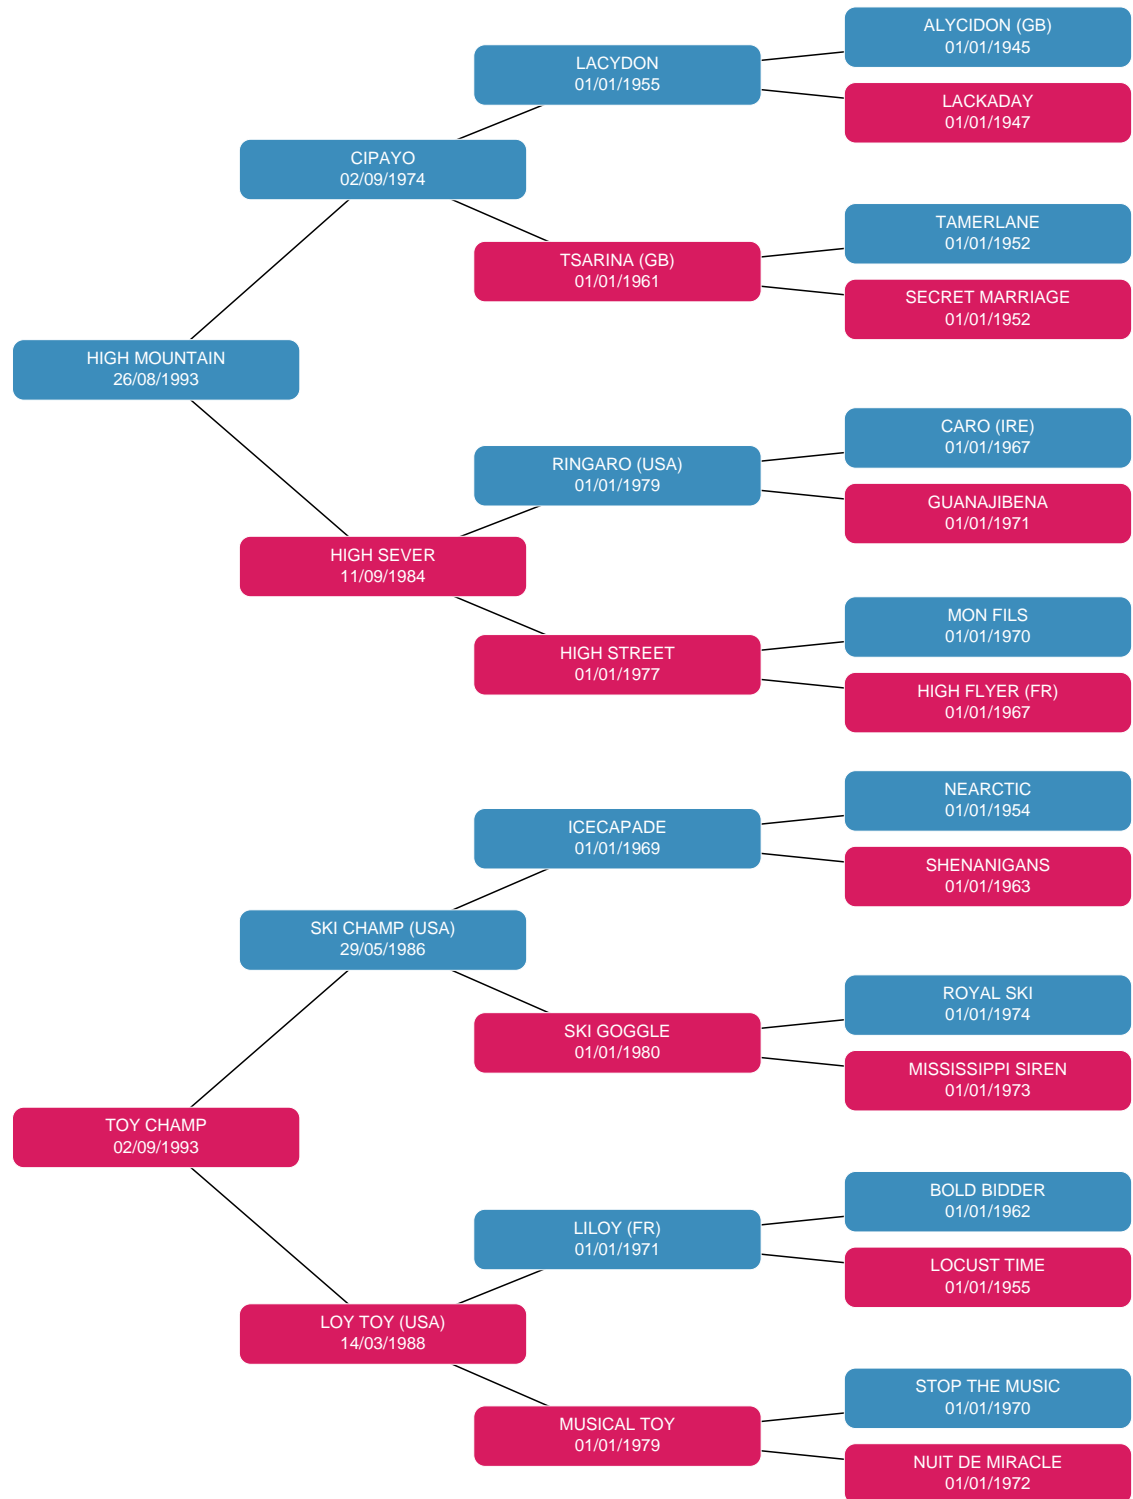 ALYCIDON (GB)
01/01/1945
LACYDON
01/01/1955
LACKADAY
01/01/1947
CIPAYO
02/09/1974
TAMERLANE
01/01/1952
TSARINA (GB)
01/01/1961
SECRET MARRIAGE
01/01/1952
HIGH MOUNTAIN
26/08/1993
CARO (IRE)
01/01/1967
RINGARO (USA)
01/01/1979
GUANAJIBENA
01/01/1971
HIGH SEVER
11/09/1984
MON FILS
01/01/1970
HIGH STREET
01/01/1977
HIGH FLYER (FR)
01/01/1967
NEARCTIC
01/01/1954
ICECAPADE
01/01/1969
SHENANIGANS
01/01/1963
SKI CHAMP (USA)
29/05/1986
ROYAL SKI
01/01/1974
SKI GOGGLE
01/01/1980
MISSISSIPPI SIREN
01/01/1973
TOY CHAMP
02/09/1993
BOLD BIDDER
01/01/1962
LILOY (FR)
01/01/1971
LOCUST TIME
01/01/1955
LOY TOY (USA)
14/03/1988
STOP THE MUSIC
01/01/1970
MUSICAL TOY
01/01/1979
NUIT DE MIRACLE
01/01/1972